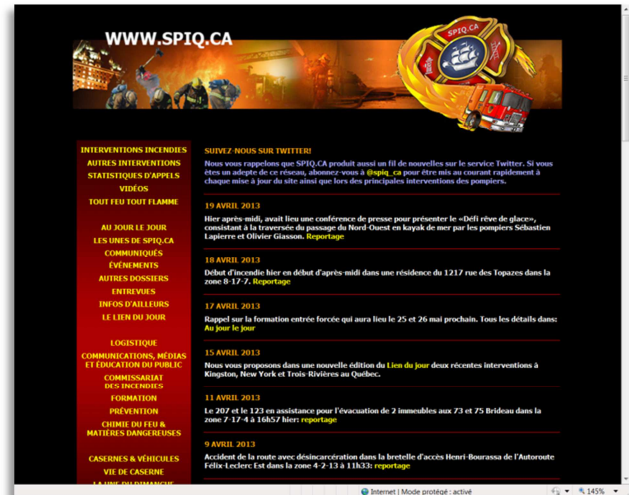 WWW.SPIQ.CA
INTERVENTIONS INCENDIES
AUTRES INTERVENTIONS
STATISTIQUES D'APPELS
VIDÉOS
TOUT FEU TOUT FLAMME
AU JOUR LE JOUR
LES UNES DE SPIQ.CA
COMMUNIQUÉS
ÉVÉNEMENTS
AUTRES DOSSIERS
ENTREVUES
INFOS D'AILLEURS
LE LIEN DU JOUR
LOGISTIQUE
COMMUNICATIONS, MÉDIAS
ET ÉDUCATION DU PUBLIC
COMMISSARIAT
DES INCENDIES
FORMATION
PRÉVENTION
CHIMIE DU FEU &
MATIÈRES DANGEREUSES
CASERNES & VÉHICULES
VIE DE CASERNE
LA UNE DU DIMANCHE
SUIVEZ-NOUS SUR TWITTER!
Nous vous rappelons que SPIQ.CA produit aussi un fil de nouvelles sur le service Twitter. Si vous
êtes un adepte de ce réseau, abonnez-vous à @spiq_ca pour être mis au courant rapidement à
chaque mise à jour du site ainsi que lors des principales interventions des pompiers.
19 AVRIL 2013
Hier après-midi, avait lieu une conférence de presse pour présenter le «Défi rêve de glace»,
consistant à la traversée du passage du Nord-Ouest en kayak de mer par les pompiers Sébastien
Lapierre et Olivier Giasson. Reportage
18 AVRIL 2013
Début d'incendie hier en début d'après-midi dans une résidence du 1217 rue des Topazes dans la
zone 8-17-7. Reportage
17 AVRIL 2013
Rappel sur la formation entrée forcée qui aura lieu le 25 et 26 mai prochain. Tous les détails dans:
Au jour le jour
15 AVRIL 2013
Nous vous proposons dans une nouvelle édition du Lien du jour deux récentes interventions à
Kingston, New York et Trois-Rivières au Québec.
11 AVRIL 2013
Le 207 et le 123 en assistance pour l'évacuation de 2 immeubles aux 73 et 75 Brideau dans la
zone 7-17-4 à 16h57 hier: reportage
9 AVRIL 2013
Accident de la route avec désincarcération dans la bretelle d'accès Henri-Bourassa de l'Autoroute
Félix-Leclerc Est dans la zone 4-2-13 à 11h33: reportage
Internet | Mode protégé : activé
145%